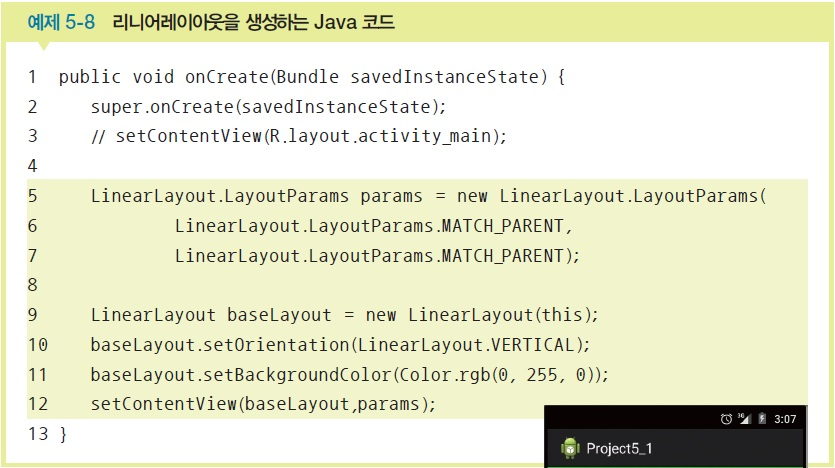 예제 5-8 리니어레이아웃을 생성하는 Java 코드
1 public void onCreate(Bundle savedInstanceState) {
2 super.onCreate(savedInstanceState);
3 // setContentView(R.layout.activity_main);
4
5 LinearLayout.LayoutParams params = new LinearLayout.LayoutParams(
6 LinearLayout.LayoutParams.MATCH_PARENT,
7 LinearLayout.LayoutParams.MATCH_PARENT);
8
9 LinearLayout baseLayout = new LinearLayout(this);
10 baseLayout.setOrientation(LinearLayout.VERTICAL);
11 baseLayout.setBackgroundColor(Color.rgb(0, 255, 0));
12 setContentView(baseLayout,params);
13 }
3G 3:07
Project5_1